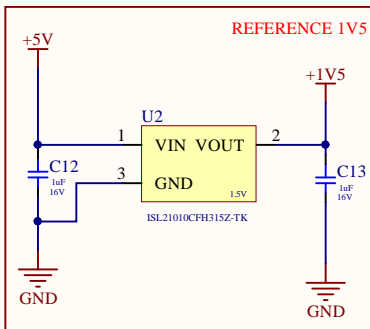 REFERENCE 1V5
+5V
+1V5
U2
1
VIN VOUT
2
C12
1uF
16V
3
GND
1.5V
C13
1uF
16V
ISL21010CFH315Z-TK
GND
GND